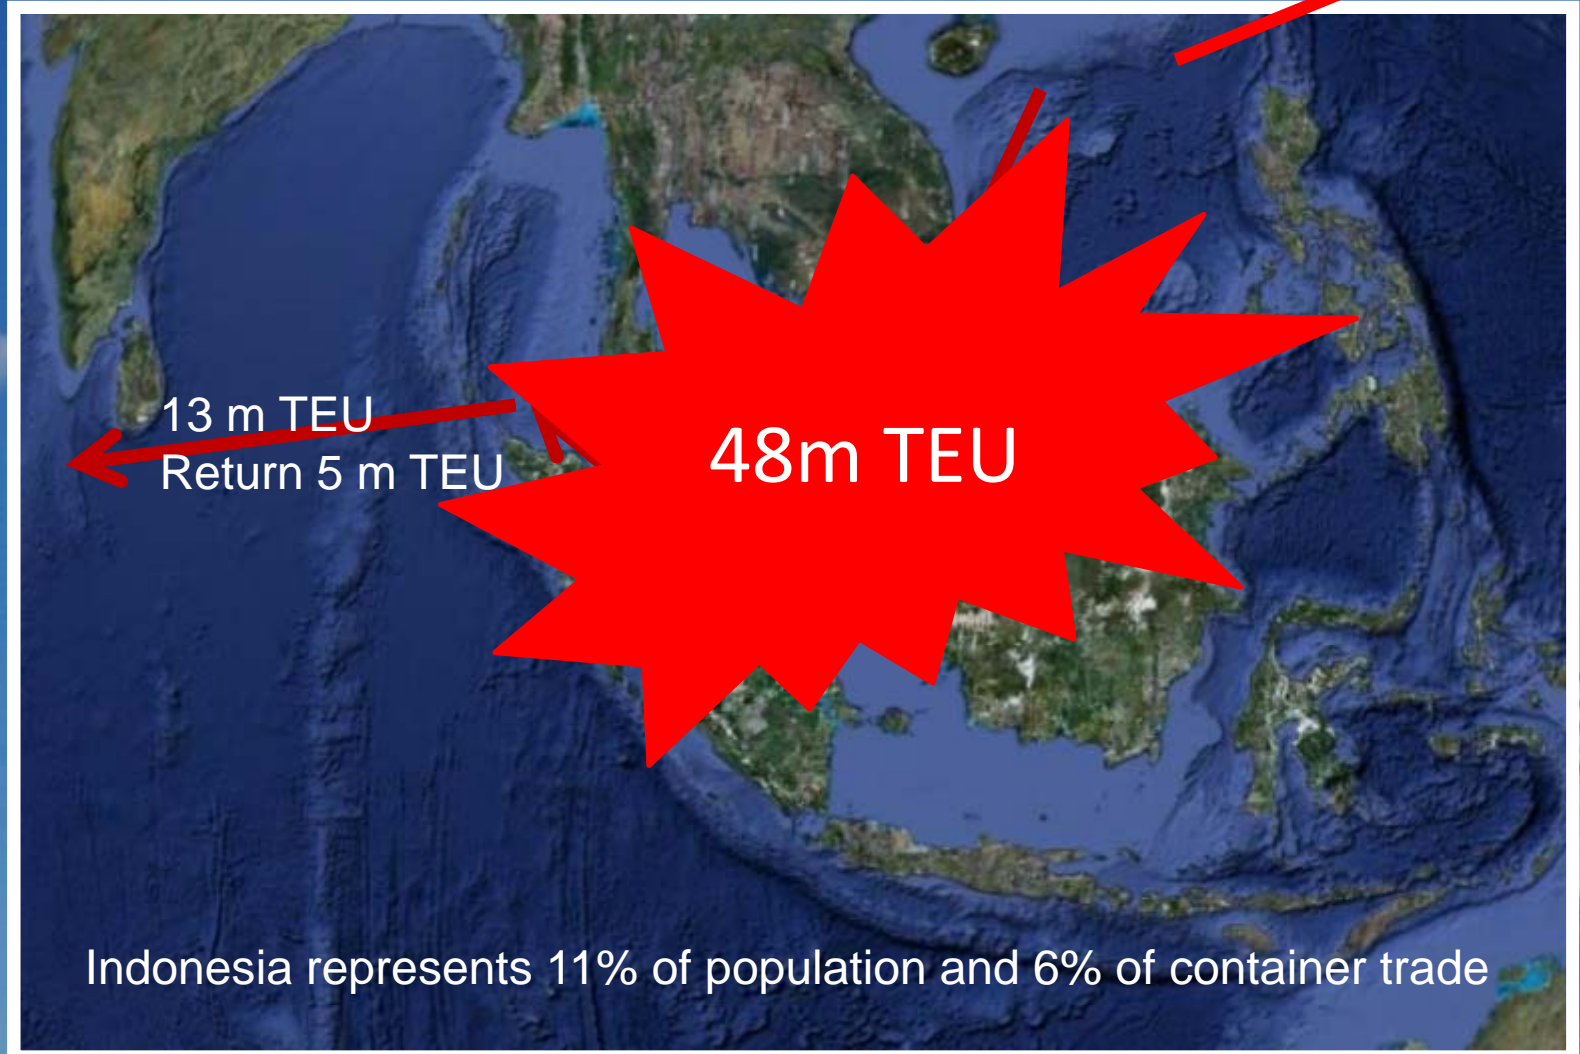 13 m TEU
Return 5 m TEU
48m TEU
Indonesia represents 11% of population and 6% of container trade